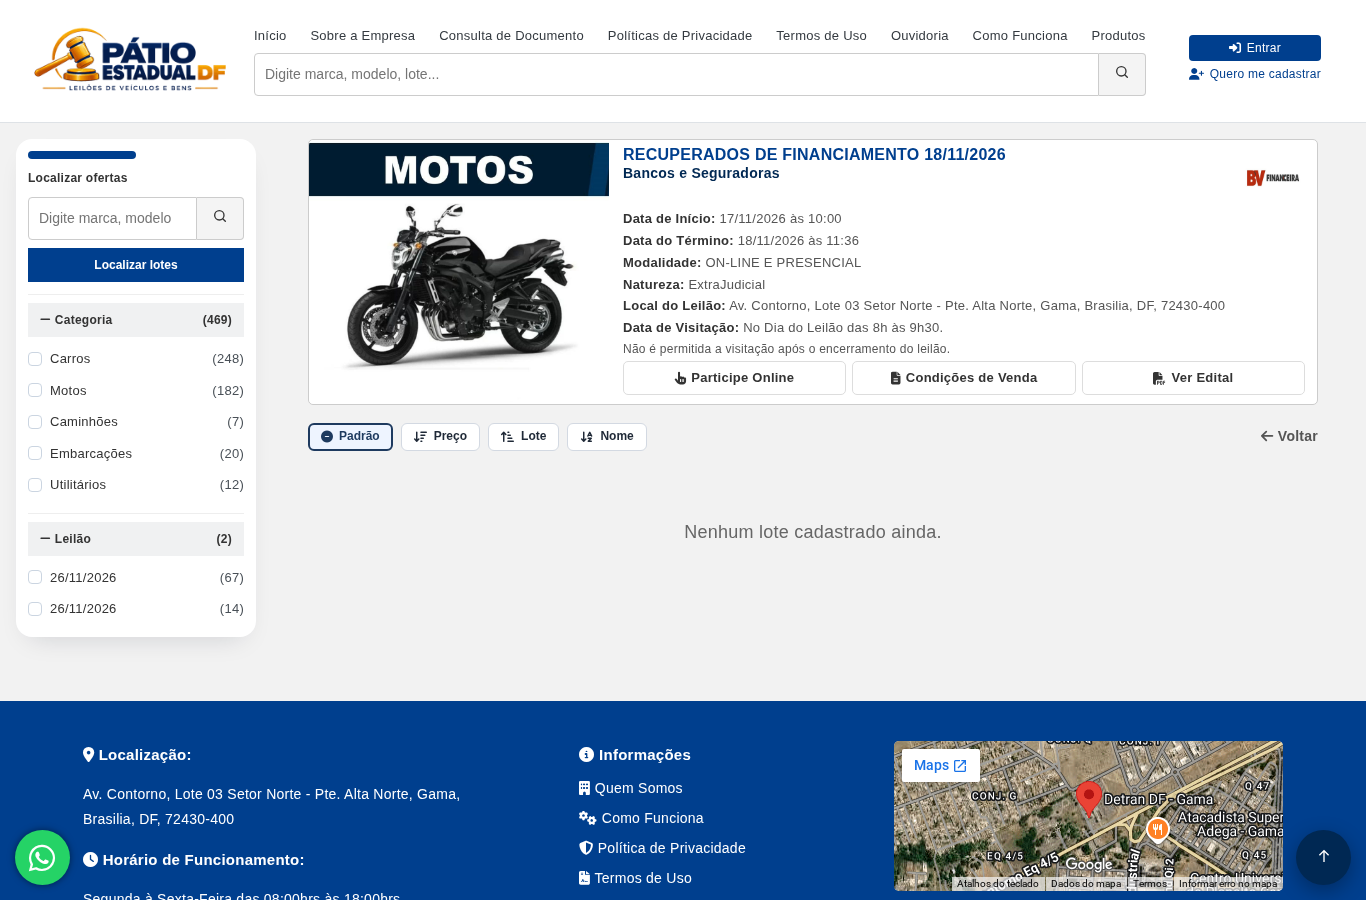 PÁTIO
ESTADUALDF
LEILÕES DE VEÍCULOS E BENS
Início Sobre a Empresa Consulta de Documento Políticas de Privacidade Termos de Uso Ouvidoria Como Funciona Produtos
Digite marca, modelo, lote...
Entrar
Quero me cadastrar
Localizar ofertas
Digite marca, modelo
Localizar lotes
Categoria (469)
Carros (248)
Motos (182)
Caminhões (7)
Embarcações (20)
Utilitários (12)
Leilão (2)
26/11/2026 (67)
26/11/2026 (14)
MOTOS
RECUPERADOS DE FINANCIAMENTO 18/11/2026
Bancos e Seguradoras
BV FINANCEIRA
Data de Início: 17/11/2026 às 10:00
Data do Término: 18/11/2026 às 11:36
Modalidade: ON-LINE E PRESENCIAL
Natureza: ExtraJudicial
Local do Leilão: Av. Contorno, Lote 03 Setor Norte - Pte. Alta Norte, Gama, Brasilia, DF, 72430-400
Data de Visitação: No Dia do Leilão das 8h às 9h30.
Não é permitida a visitação após o encerramento do leilão.
Participe Online Condições de Venda Ver Edital
Padrão Preço Lote Nome Voltar
Nenhum lote cadastrado ainda.
Localização:
Av. Contorno, Lote 03 Setor Norte - Pte. Alta Norte, Gama,
Brasilia, DF, 72430-400
Horário de Funcionamento:
Segunda à Sexta-Feira das 08:00hrs às 18:00hrs
Informações
Quem Somos
Como Funciona
Política de Privacidade
Termos de Uso
Maps
CONJ. G
Detran DF - Gama
Q 47
Atacadista Super
Adega - Gama
EQ 4/5
Eq 4/5
Q 45
Google
Centro Univers
Atalhos do teclado Dados do mapa Termos Informar erro no mapa